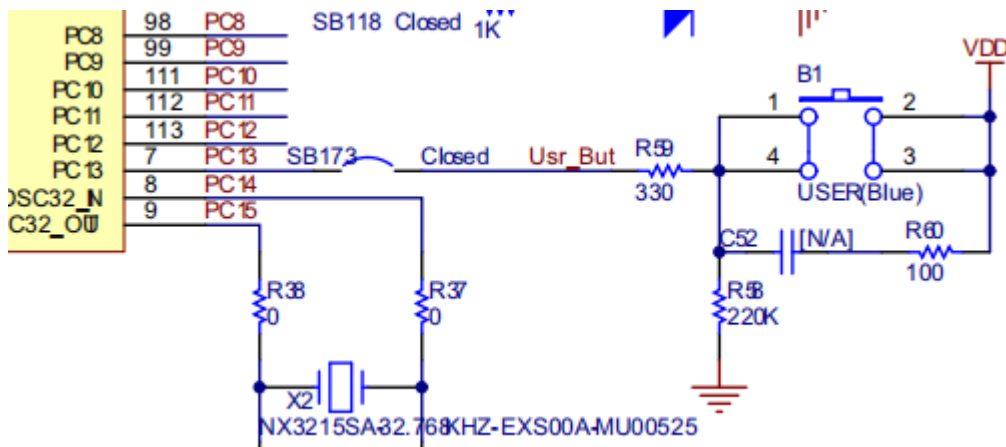 98 PC8 SB118 Closed 1K
PC8
99 PC9 VDD
PC9
111 PC10 B1
PC10
112 PC11 1 2
PC11
113 PC12
PC12
7 PC13 SB173 Closed Usr_But R59 4 3
PC13
8 PC14 330 USER(Blue)
OSC32_IN
9 PC15
C32_OUT C52 [N/A] R60
100
R38 R37 R58
0 0 220K
X2
NX3215SA-32.768KHZ-EXS00A-MU00525